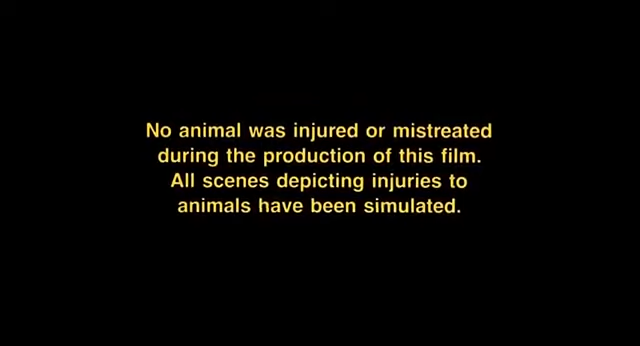 No animal was injured or mistreated
during the production of this film.
All scenes depicting injuries to
animals have been simulated.